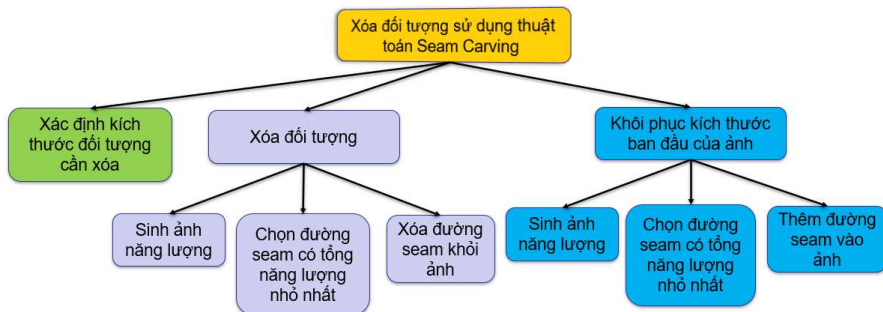 Xóa đối tượng sử dụng thuật
toán Seam Carving
Xác định kích
thước đối tượng
cần xóa
Xóa đối tượng
Khôi phục kích thước
ban đầu của ảnh
Sinh ảnh
năng lượng
Chọn đường
seam có tổng
năng lượng
nhỏ nhất
Xóa đường
seam khỏi
ảnh
Sinh ảnh
năng lượng
Chọn đường
seam có tổng
năng lượng
nhỏ nhất
Thêm đường
seam vào
ảnh